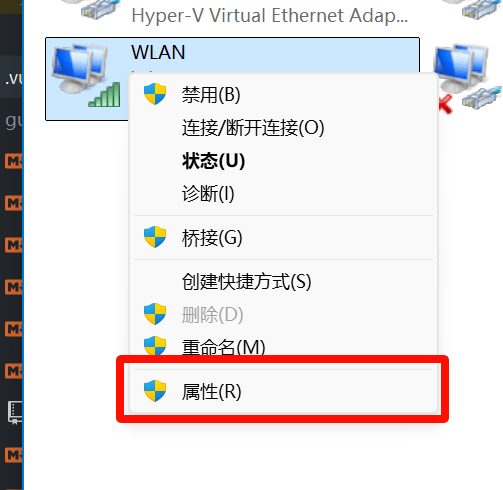 Hyper-V Virtual Ethernet Adap...
WLAN
.vu
gu
禁用(B)
连接/断开连接(O)
状态(U)
诊断(I)
桥接(G)
创建快捷方式(S)
删除(D)
重命名(M)
属性(R)